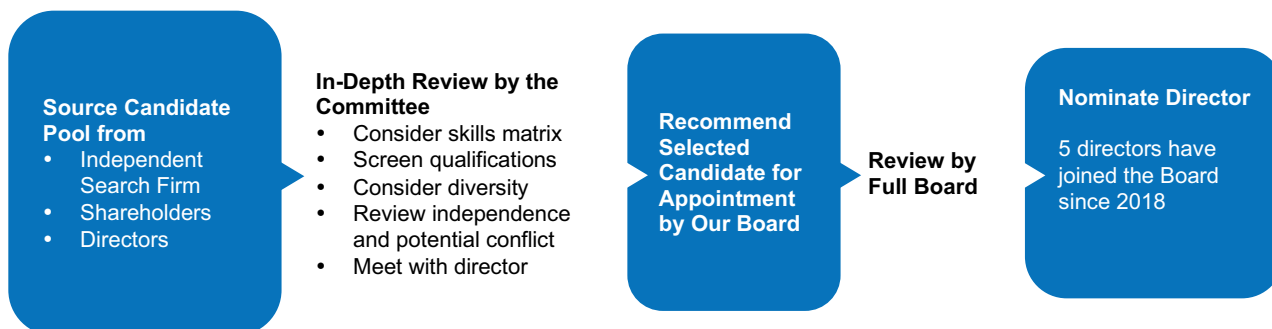 Source Candidate
Pool from
• Independent
Search Firm
• Shareholders
• Directors
In-Depth Review by the
Committee
• Consider skills matrix
• Screen qualifications
• Consider diversity
• Review independence
and potential conflict
• Meet with director
Recommend
Selected
Candidate for
Appointment
by Our Board
Review by
Full Board
Nominate Director
5 directors have
joined the Board
since 2018